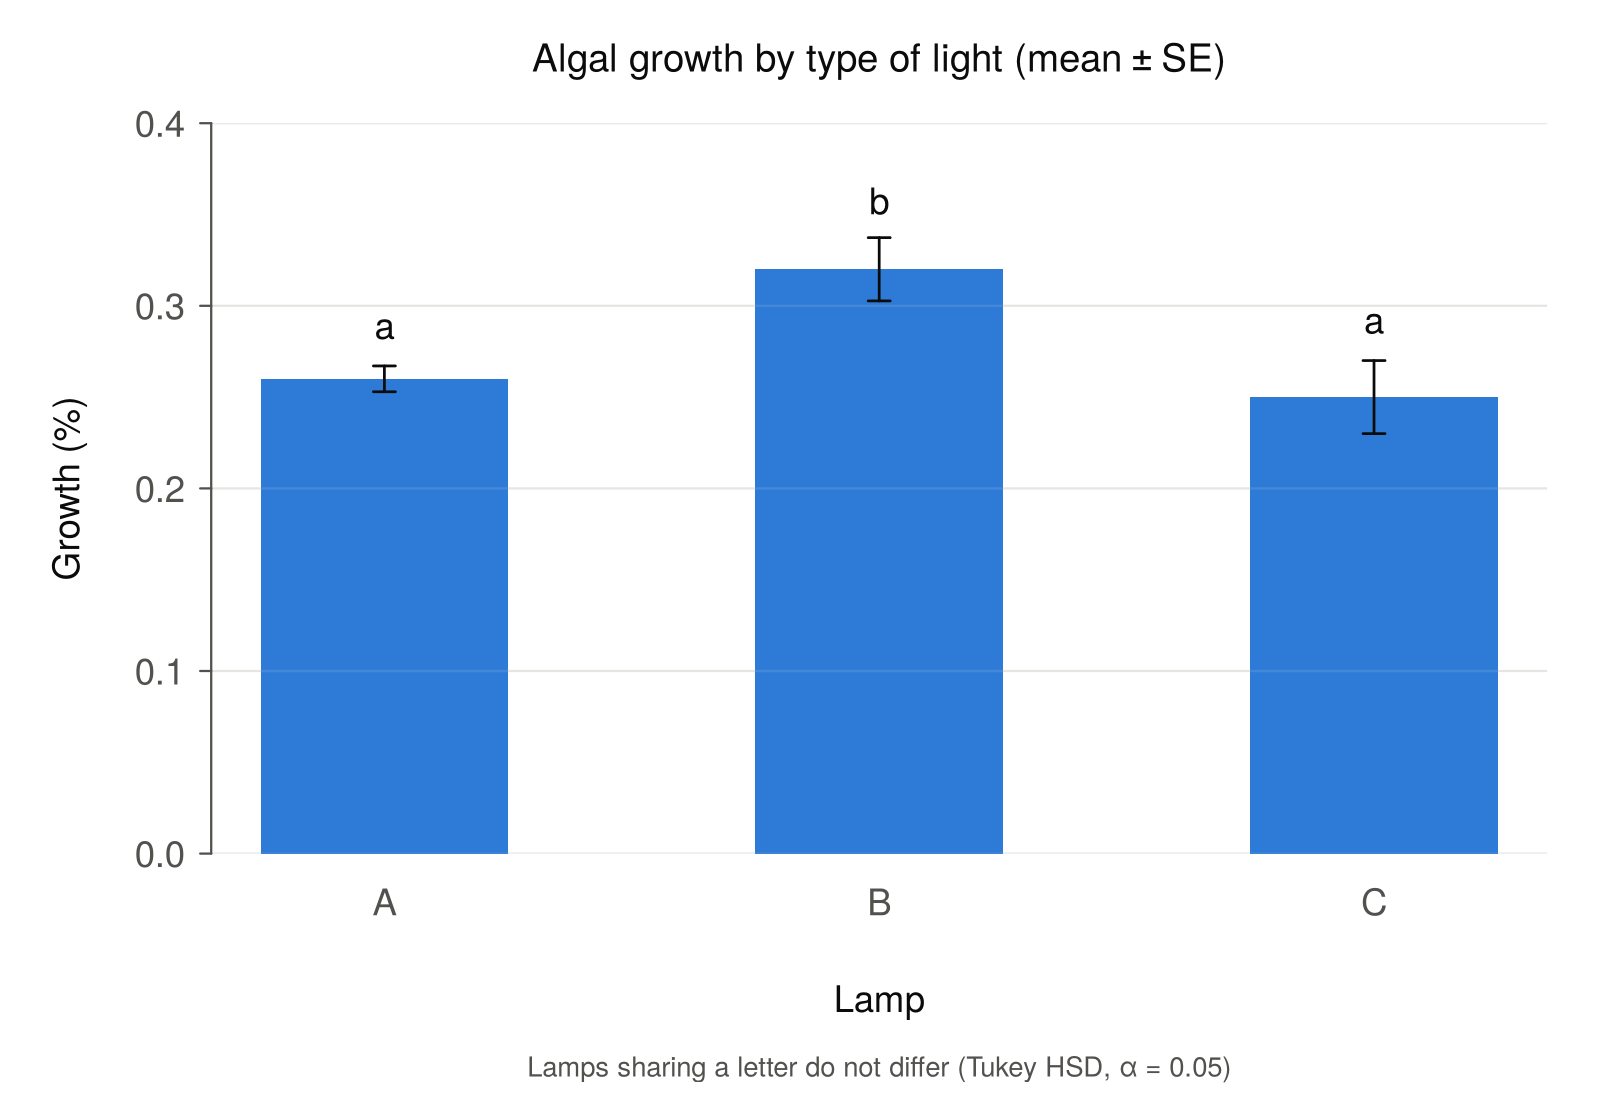 Algal growth by type of light (mean ± SE)
0.4
0.3
0.2
0.1
0.0
Growth (%)
a
b
a
A
B
C
Lamp
Lamps sharing a letter do not differ (Tukey HSD, α = 0.05)